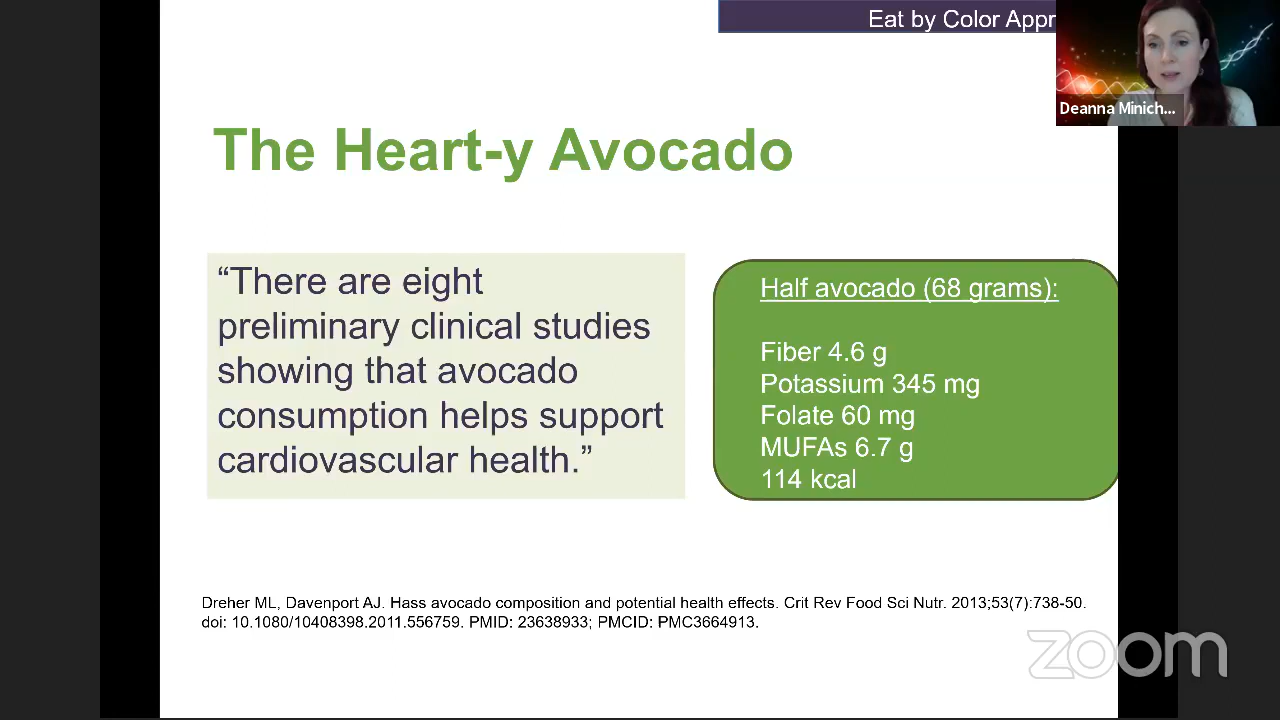 Eat by Color Appr
Deanna Minich...
The Heart-y Avocado
“There are eight
preliminary clinical studies
showing that avocado
consumption helps support
cardiovascular health.”
Half avocado (68 grams):
Fiber 4.6 g
Potassium 345 mg
Folate 60 mg
MUFAs 6.7 g
114 kcal
Dreher ML, Davenport AJ. Hass avocado composition and potential health effects. Crit Rev Food Sci Nutr. 2013;53(7):738-50.
doi: 10.1080/10408398.2011.556759. PMID: 23638933; PMCID: PMC3664913.
zoom